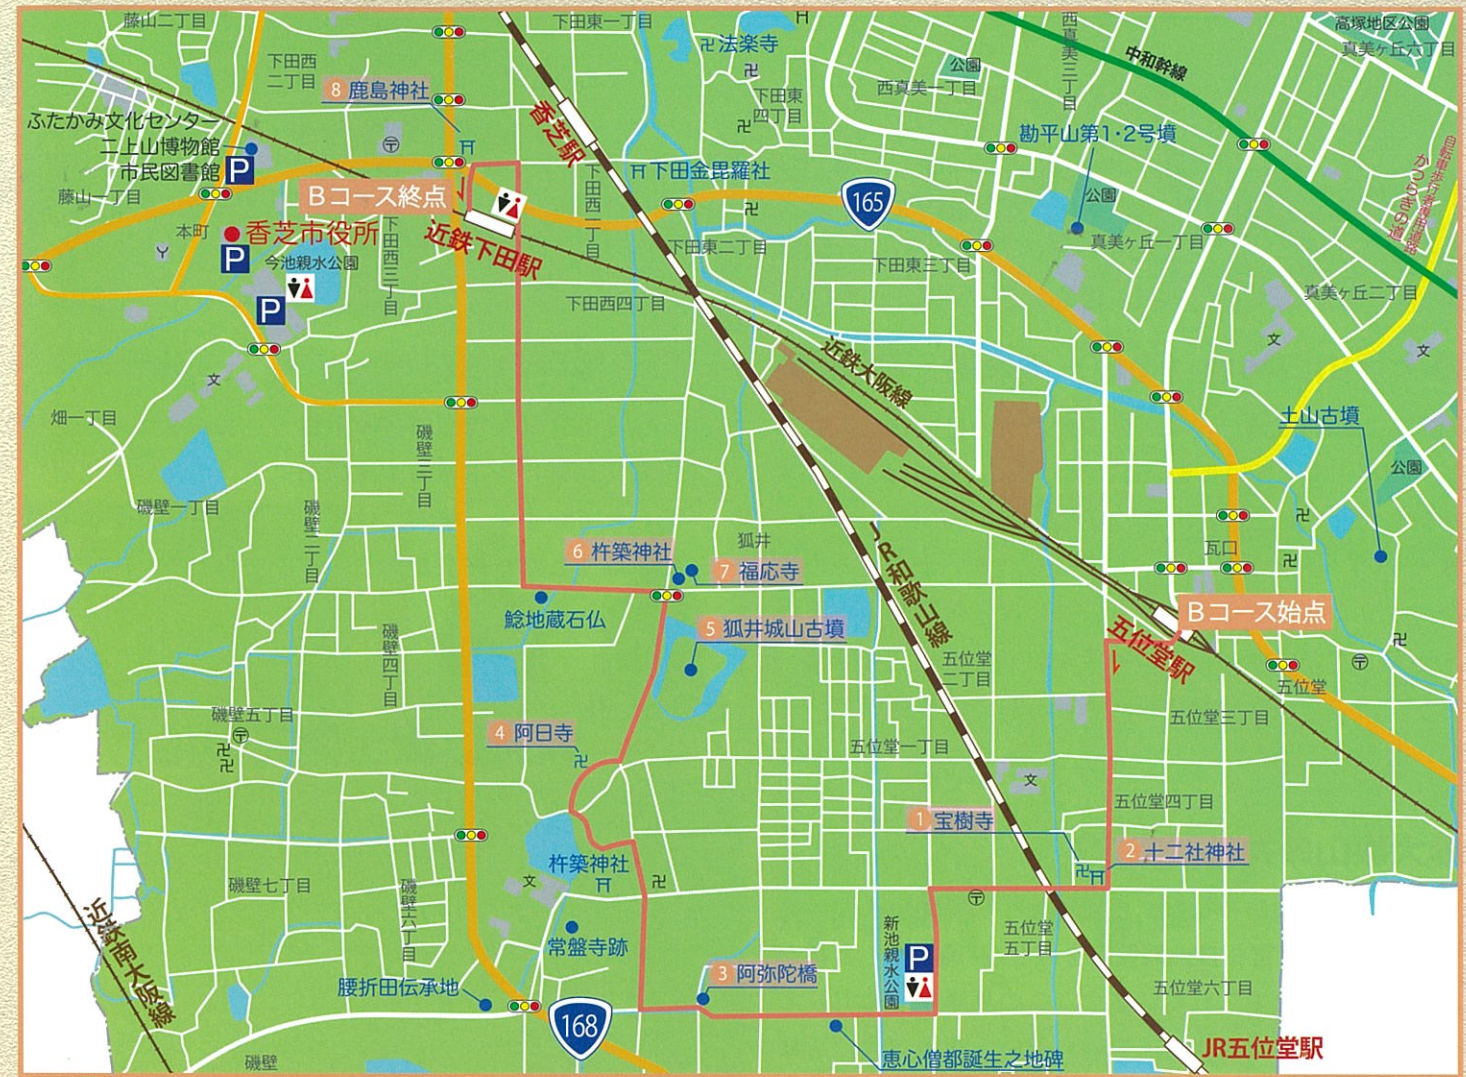 藤山二丁目
下田東一丁目
卍法楽寺
西真美三丁目
高塚地区公園
真美ヶ丘六丁目
中和幹線
下田西
二丁目
8 鹿島神社
公園
西真美一丁目
下田東
四丁目
香芝駅
ふたかみ文化センター
二上山博物館
市民図書館
P
勘平山第1・2号墳
自転車歩行者専用道路
かつらぎの道
藤山一丁目
Bコース終点
下田金毘羅社
165
公園
本町
香芝市役所
P
近鉄下田駅
下田西一丁目
下田東二丁目
下田東三丁目
真美ヶ丘一丁目
今池親水公園
下田西三丁目
P
下田西四丁目
真美ヶ丘二丁目
文
近鉄大阪線
文
文
畑一丁目
土山古墳
磯壁三丁目
公園
磯壁一丁目
磯壁二丁目
JR和歌山線
狐井
瓦口
6 杵築神社
7 福応寺
鯰地蔵石仏
5 狐井城山古墳
Bコース始点
五位堂駅
磯壁四丁目
五位堂
二丁目
五位堂
磯壁五丁目
4 阿日寺
五位堂一丁目
五位堂三丁目
文
五位堂四丁目
1 宝樹寺
2 十二社神社
杵築神社
文
磯壁七丁目
磯壁六丁目
近鉄南大阪線
常盤寺跡
新池親水公園
P
五位堂
五丁目
3 阿弥陀橋
腰折田伝承地
168
五位堂六丁目
恵心僧都誕生之地碑
JR五位堂駅
磯壁